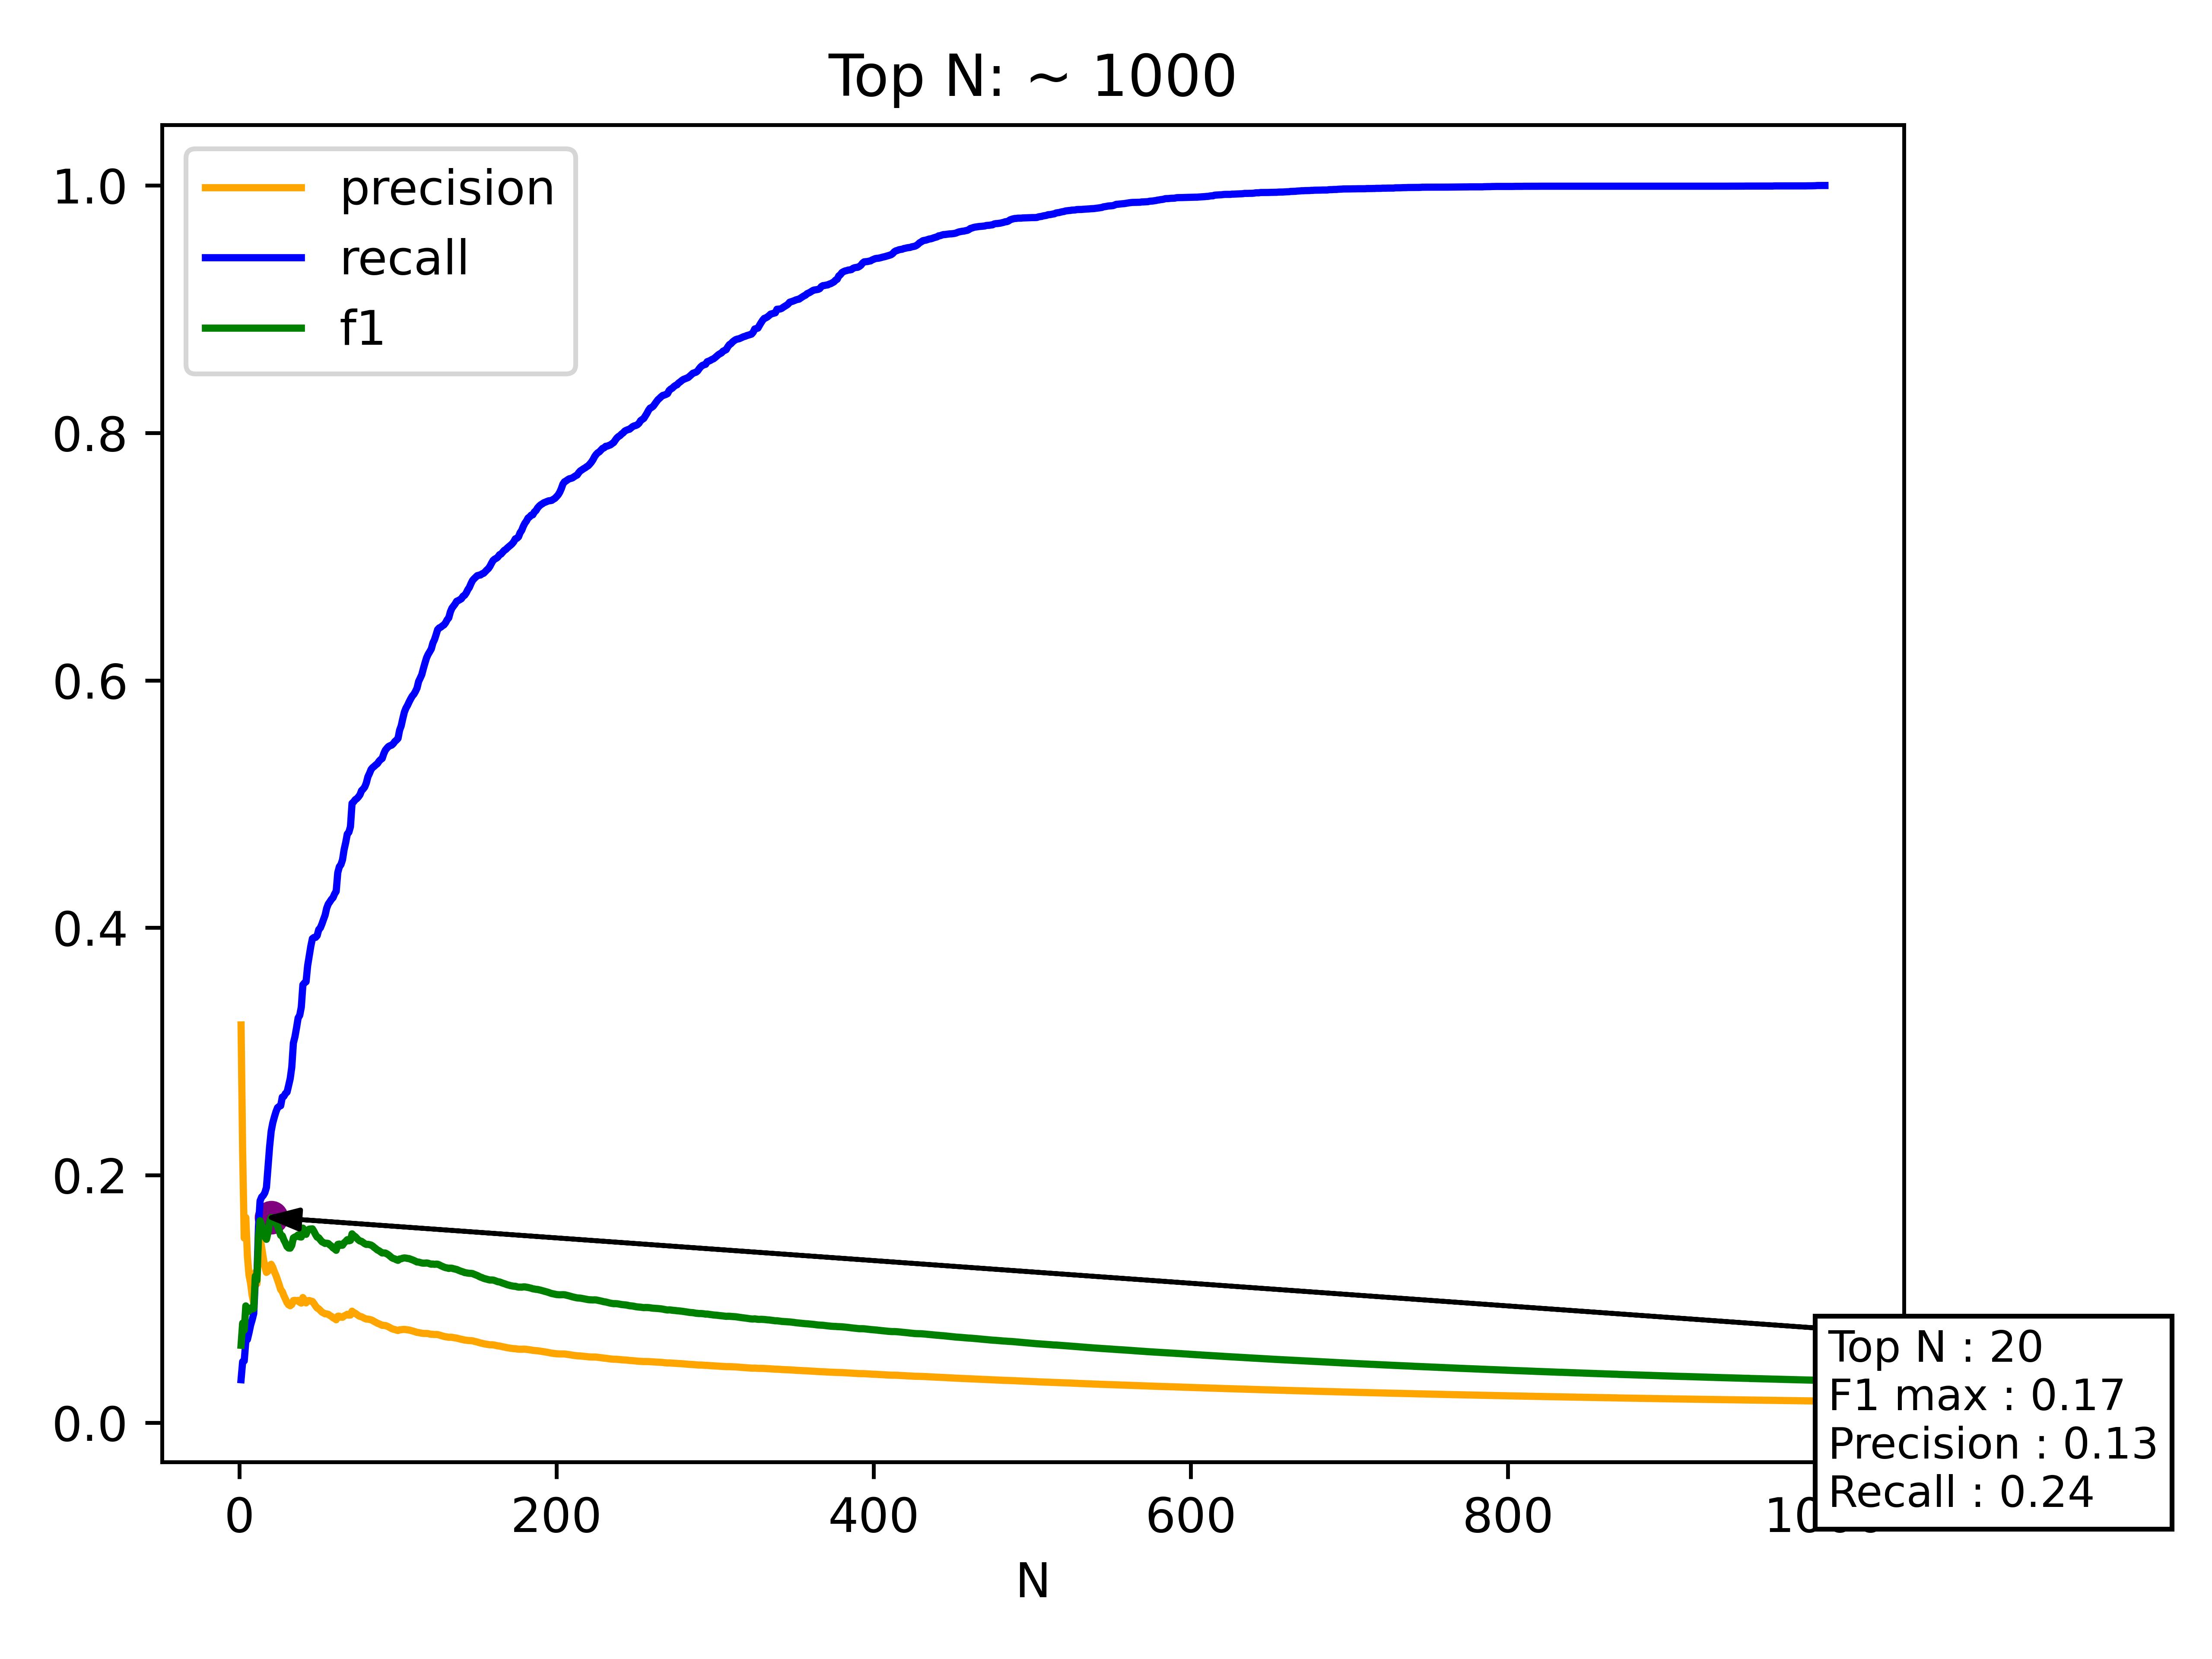 Top N: ~ 1000
precision
recall
f1
1.0
0.8
0.6
0.4
0.2
0.0
0
200
400
600
800
Top N : 20
F1 max : 0.17
Precision : 0.13
Recall : 0.24
N